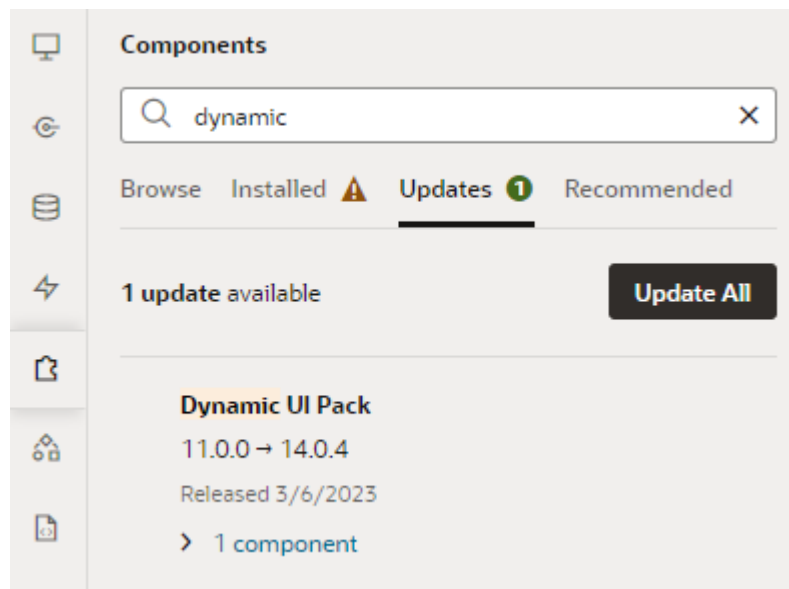 Components
dynamic
Browse Installed Updates 1 Recommended
1 update available Update All
Dynamic UI Pack
11.0.0 → 14.0.4
Released 3/6/2023
1 component